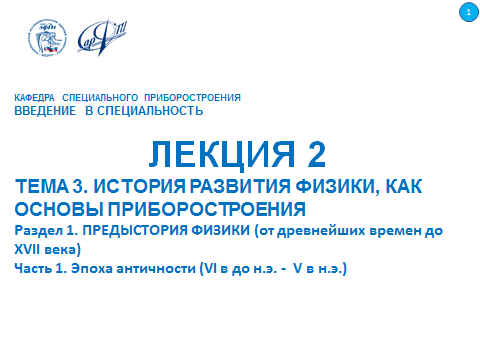 1
КАФЕДРА СПЕЦИАЛЬНОГО ПРИБОРОСТРОЕНИЯ
ВВЕДЕНИЕ В СПЕЦИАЛЬНОСТЬ
ЛЕКЦИЯ 2
ТЕМА 3. ИСТОРИЯ РАЗВИТИЯ ФИЗИКИ, КАК
ОСНОВЫ ПРИБОРОСТРОЕНИЯ
Раздел 1. ПРЕДЫСТОРИЯ ФИЗИКИ (от древнейших времен до
XVII века)
Часть 1. Эпоха античности (VI в до н.э. - V в н.э.)